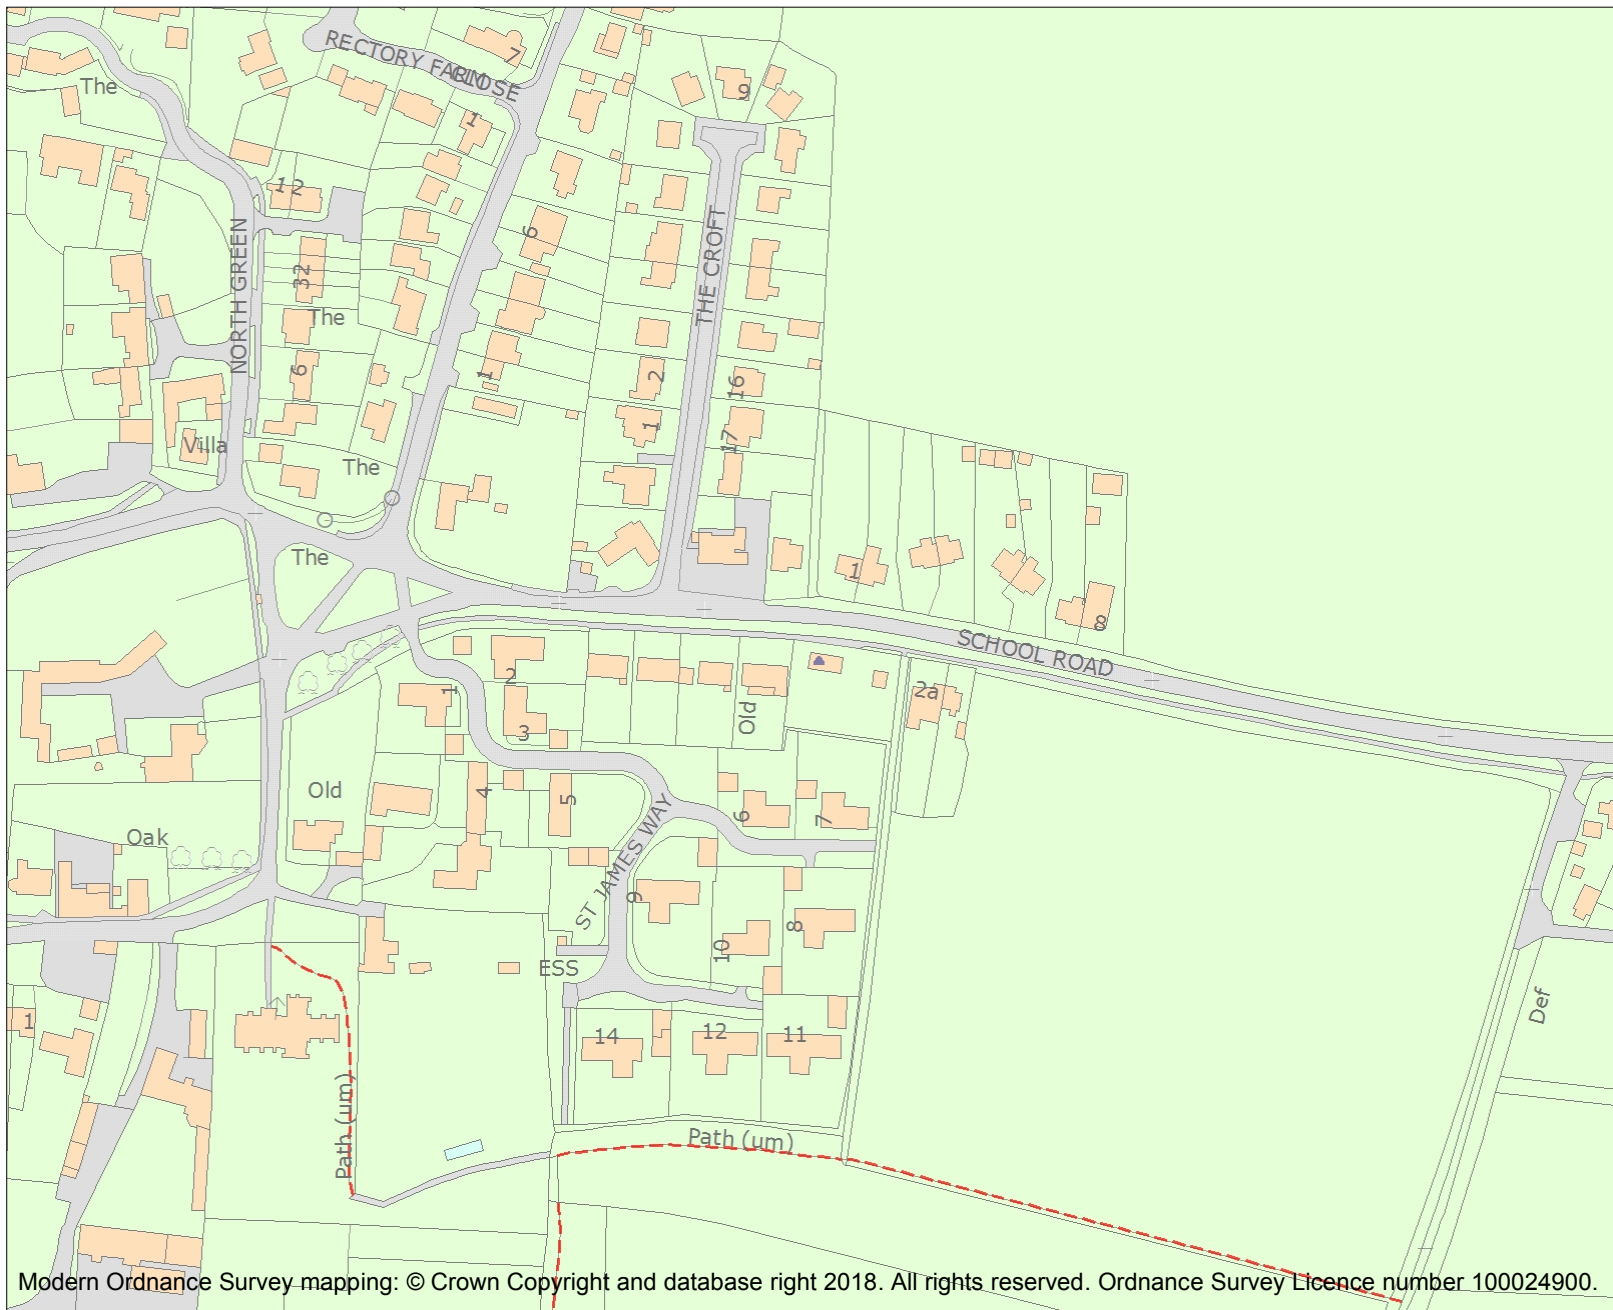 RECTORY FARM CLOSE
7
The
9
1
1 2
NORTH GREEN
THE CROFT
6
32
The
6
1
2
16
1
17
Villa
The
The
1
8
SCHOOL ROAD
2
1
2a
3
Old
Old
4
5
6
7
Oak
ST JAMES WAY
9
8
10
ESS
Def
1
14
12
11
Path (um)
Path (um)
Modern Ordnance Survey mapping: © Crown Copyright and database right 2018. All rights reserved. Ordnance Survey Licence number 100024900.